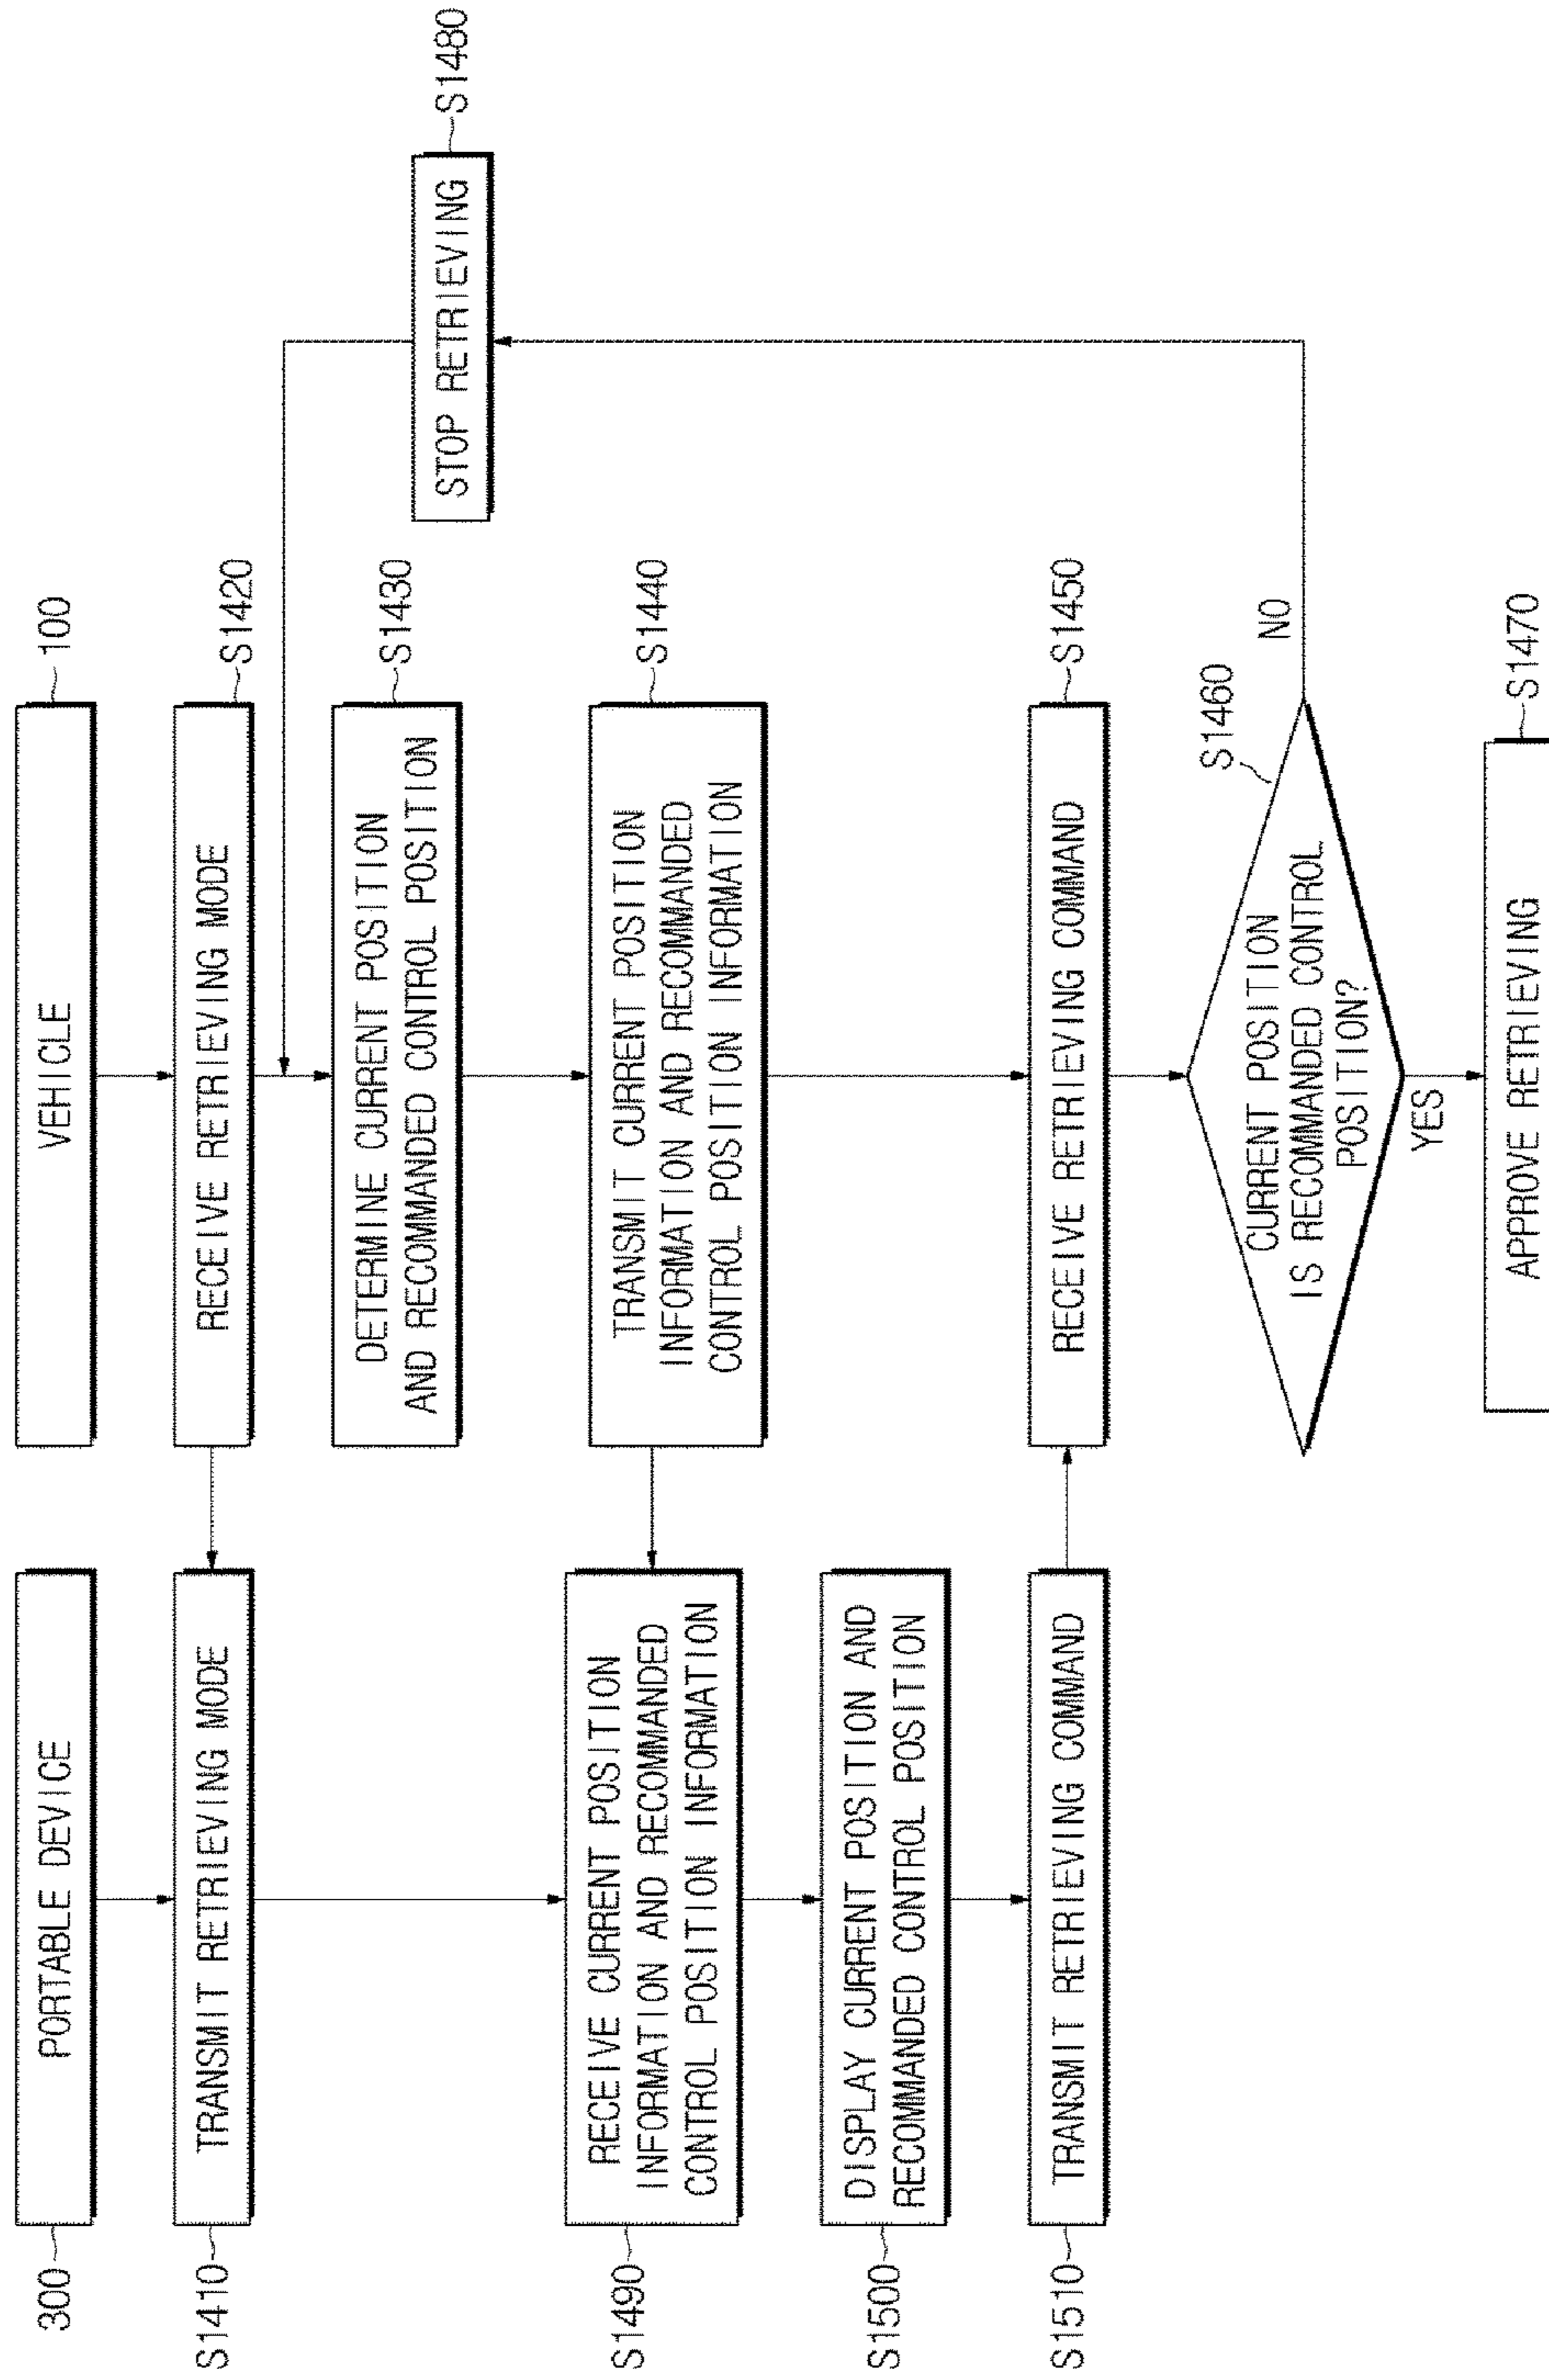 300
PORTABLE DEVICE
VEHICLE
100
S1410
TRANSMIT RETRIEVING MODE
RECEIVE RETRIEVING MODE
S1420
DETERMINE CURRENT POSITION
AND RECOMMANDED CONTROL POSITION
S1430
STOP RETRIEVING
S1480
S1490
RECEIVE CURRENT POSITION
INFORMATION AND RECOMMANDED
CONTROL POSITION INFORMATION
TRANSMIT CURRENT POSITION
INFORMATION AND RECOMMANDED
CONTROL POSITION INFORMATION
S1440
S1500
DISPLAY CURRENT POSITION AND
RECOMMANDED CONTROL POSITION
S1510
TRANSMIT RETRIEVING COMMAND
RECEIVE RETRIEVING COMMAND
S1450
S1460
CURRENT POSITION
IS RECOMMANDED CONTROL
POSITION?
NO
YES
APPROVE RETRIEVING
S1470